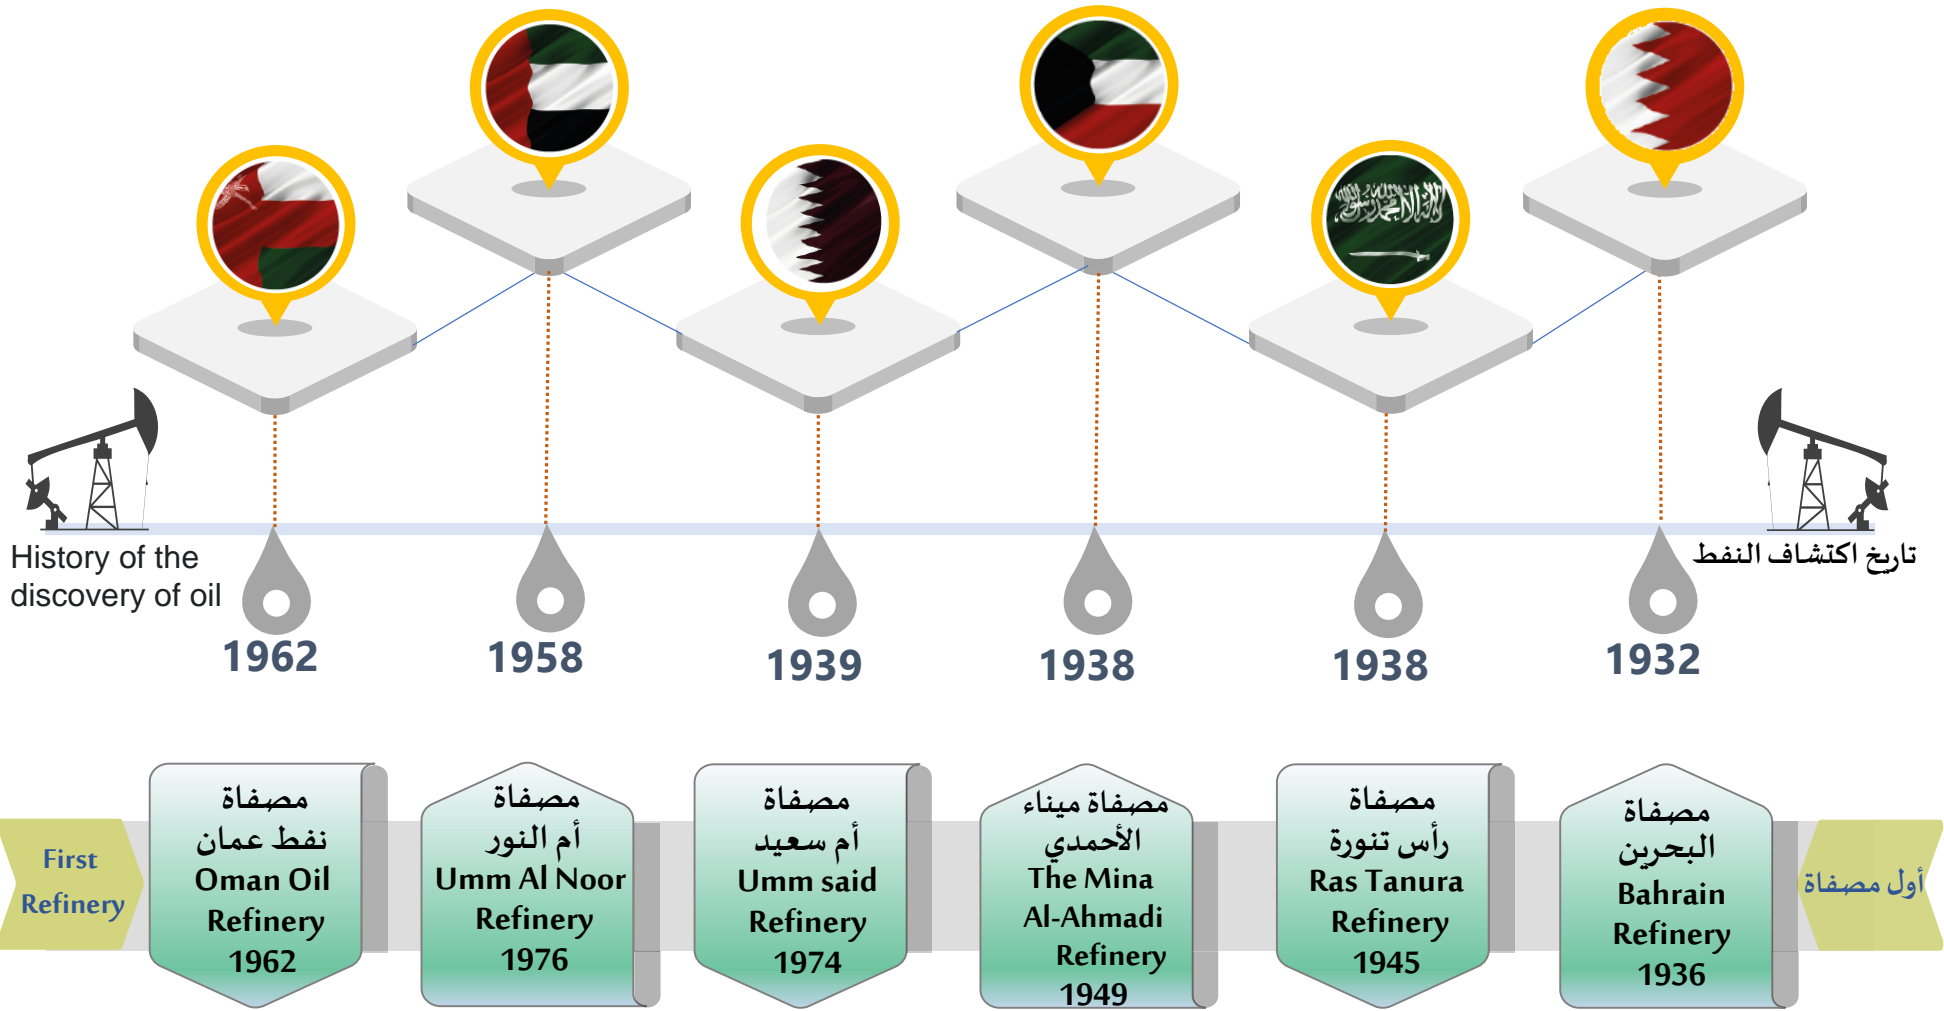 History of the
discovery of oil
تاريخ اكتشاف النفط
1962
1958
1939
1938
1938
1932
First
Refinery
مصفاة
نفط عمان
Oman Oil
Refinery
1962
مصفاة
أم النور
Umm Al Noor
Refinery
1976
مصفاة
أم سعيد
Umm said
Refinery
1974
مصفاة ميناء
الأحمدي
The Mina
Al-Ahmadi
Refinery
1949
مصفاة
رأس تنورة
Ras Tanura
Refinery
1945
مصفاة
البحرين
Bahrain
Refinery
1936
أول مصفاة